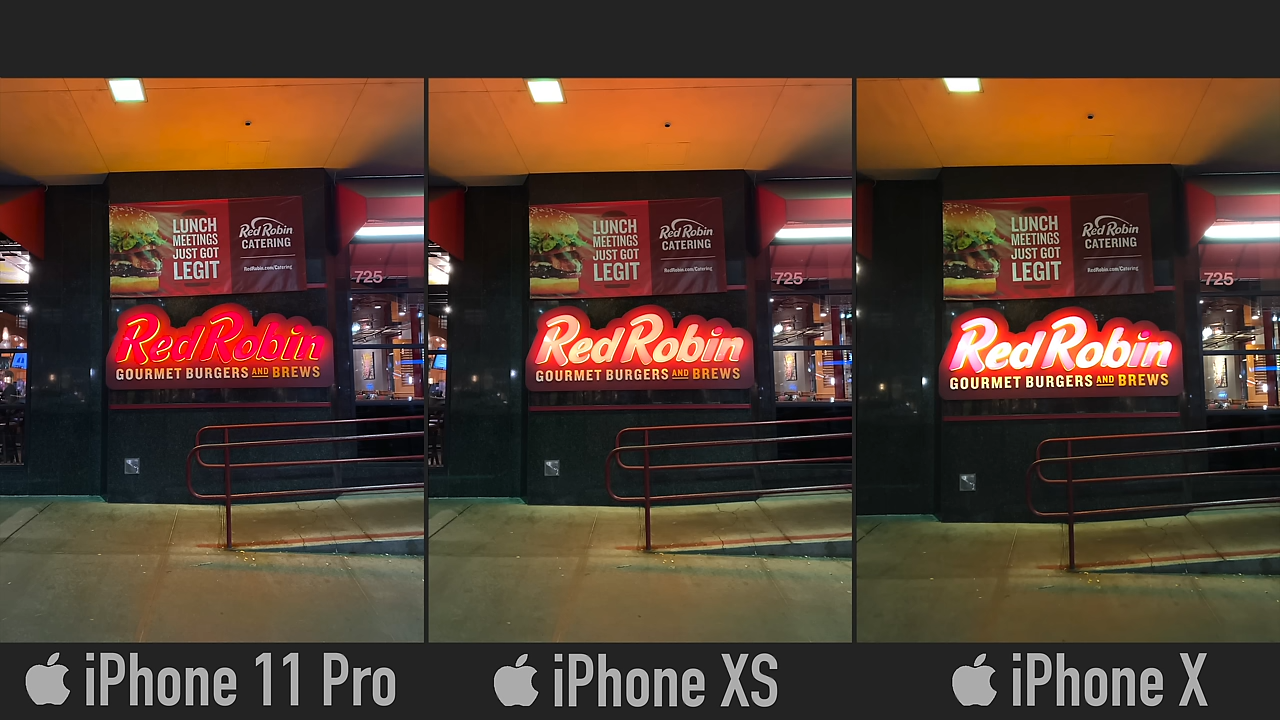 LUNCH
MEETINGS
JUST GOT
LEGIT
Red Robin
CATERING
RedRobin.com/Catering
725
Red Robin
GOURMET BURGERS AND BREWS
LUNCH
MEETINGS
JUST GOT
LEGIT
Red Robin
CATERING
RedRobin.com/Catering
725
Red Robin
GOURMET BURGERS AND BREWS
LUNCH
MEETINGS
JUST GOT
LEGIT
Red Robin
CATERING
RedRobin.com/Catering
725
Red Robin
GOURMET BURGERS AND BREWS
iPhone 11 Pro
iPhone XS
iPhone X